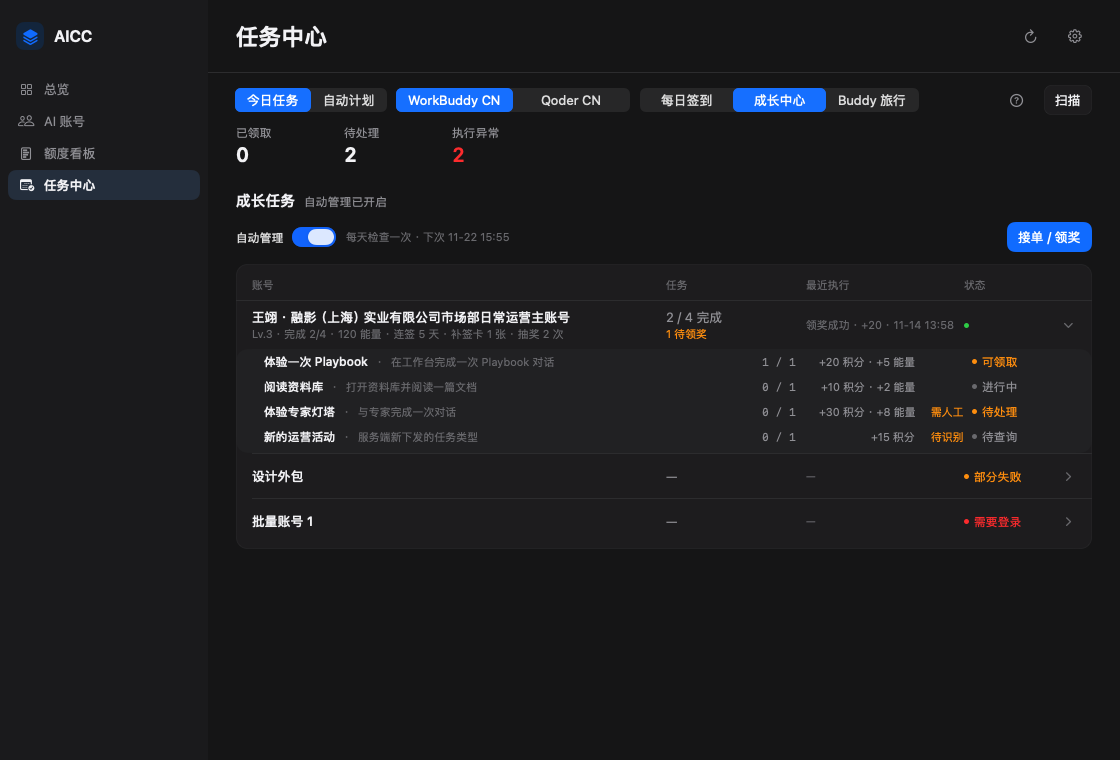 AICC
总览
AI 账号
额度看板
任务中心
任务中心
今日任务 自动计划 WorkBuddy CN Qoder CN 每日签到 成长中心 Buddy 旅行 扫描
已领取 待处理 执行异常
0 2 2
成长任务 自动管理已开启
自动管理 每天检查一次 · 下次 11-22 15:55 接单 / 领奖
账号 任务 最近执行 状态
王翊 · 融影（上海）实业有限公司市场部日常运营主账号 2 / 4 完成 领奖成功 · +20 · 11-14 13:58
Lv.3 · 完成 2/4 · 120 能量 · 连签 5 天 · 补签卡 1 张 · 抽奖 2 次 1 待领奖
体验一次 Playbook · 在工作台完成一次 Playbook 对话 1 / 1 +20 积分 · +5 能量 可领取
阅读资料库 · 打开资料库并阅读一篇文档 0 / 1 +10 积分 · +2 能量 进行中
体验专家灯塔 · 与专家完成一次对话 0 / 1 +30 积分 · +8 能量 需人工 待处理
新的运营活动 · 服务端新下发的任务类型 0 / 1 +15 积分 待识别 待查询
设计外包 — — 部分失败
批量账号 1 — — 需要登录